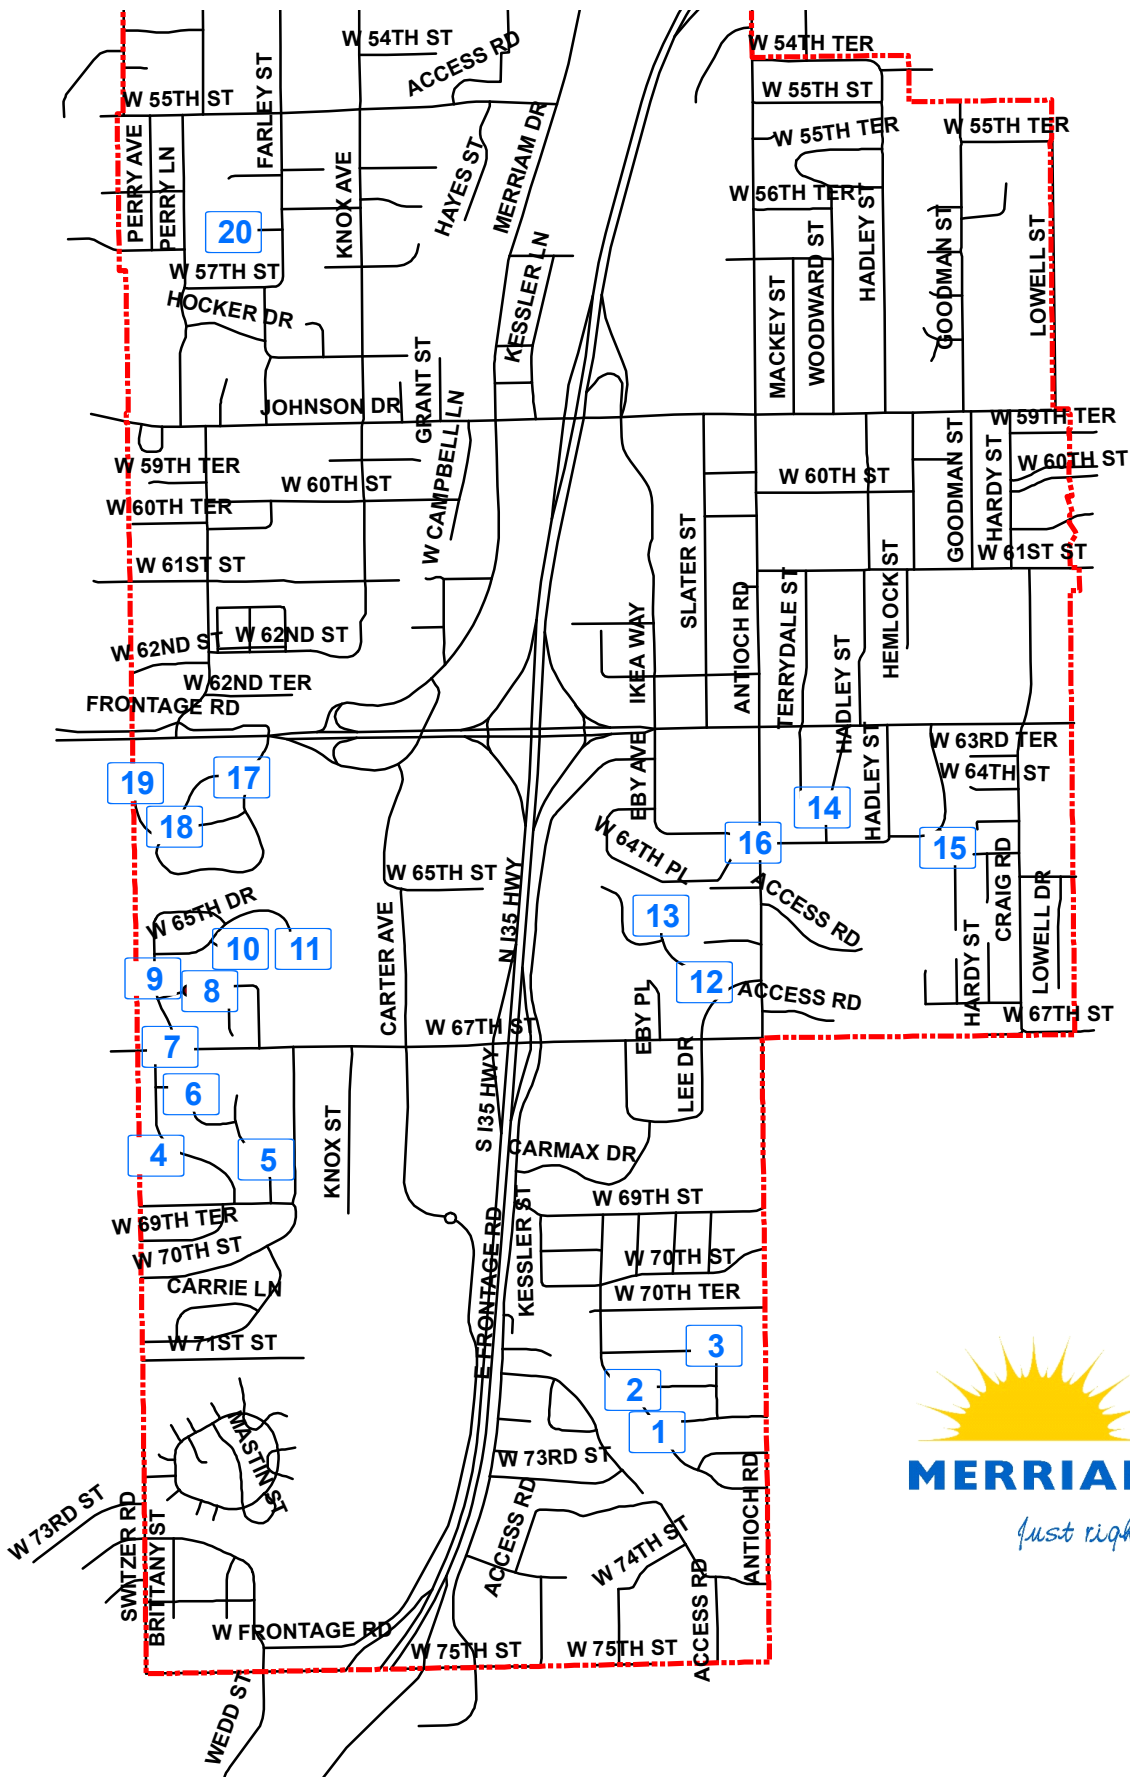 W 54TH ST
W 54TH TER
ACCESS RD
W 55TH ST
W 55TH ST
FARLEY ST
PERRY AVE
PERRY LN
KNOX AVE
HAYES ST
MERRIAM DR
W 55TH TER
W 55TH TER
W 56TH TER
20
W 57TH ST
HOCKER DR
KESSLER LN
MACKEY ST
WOODWARD ST
HADLEY ST
GOODMAN ST
LOWELL ST
JOHNSON DR
GRANT ST
W CAMPBELL LN
W 59TH TER
W 59TH TER
W 60TH ST
W 60TH ST
W 60TH ST
W 60TH TER
GOODMAN ST
HARDY ST
W 61ST ST
W 61ST ST
SLATER ST
ANTIOCH RD
TERRYDALE ST
HADLEY ST
HEMLOCK ST
IKEA WAY
W 62ND ST
W 62ND ST
W 62ND TER
FRONTAGE RD
EBY AVE
HADLEY ST
W 63RD TER
W 64TH ST
19
17
18
14
16
15
W 64TH PL
W 65TH ST
CRAIG RD
LOWELL DR
HARDY ST
ACCESS RD
W 65TH DR
13
10
11
9
8
12
CARTER AVE
N I35 HWY
ACCESS RD
EBY PL
W 67TH ST
W 67TH ST
7
6
LEE DR
S I35 HWY
KNOX ST
4
5
CARMAX DR
W 69TH ST
W 69TH TER
W 70TH ST
W 70TH ST
KESSLER ST
E FRONTAGE RD
CARRIE LN
W 70TH TER
W 71ST ST
3
2
1
MASTIN ST
W 73RD ST
W 73RD ST
ANTIOCH RD
MERRIA
just righ
SWITZER RD
BRITTANY ST
ACCESS RD
W 74TH ST
ACCESS RD
W FRONTAGE RD
W 75TH ST
W 75TH ST
WEDD ST